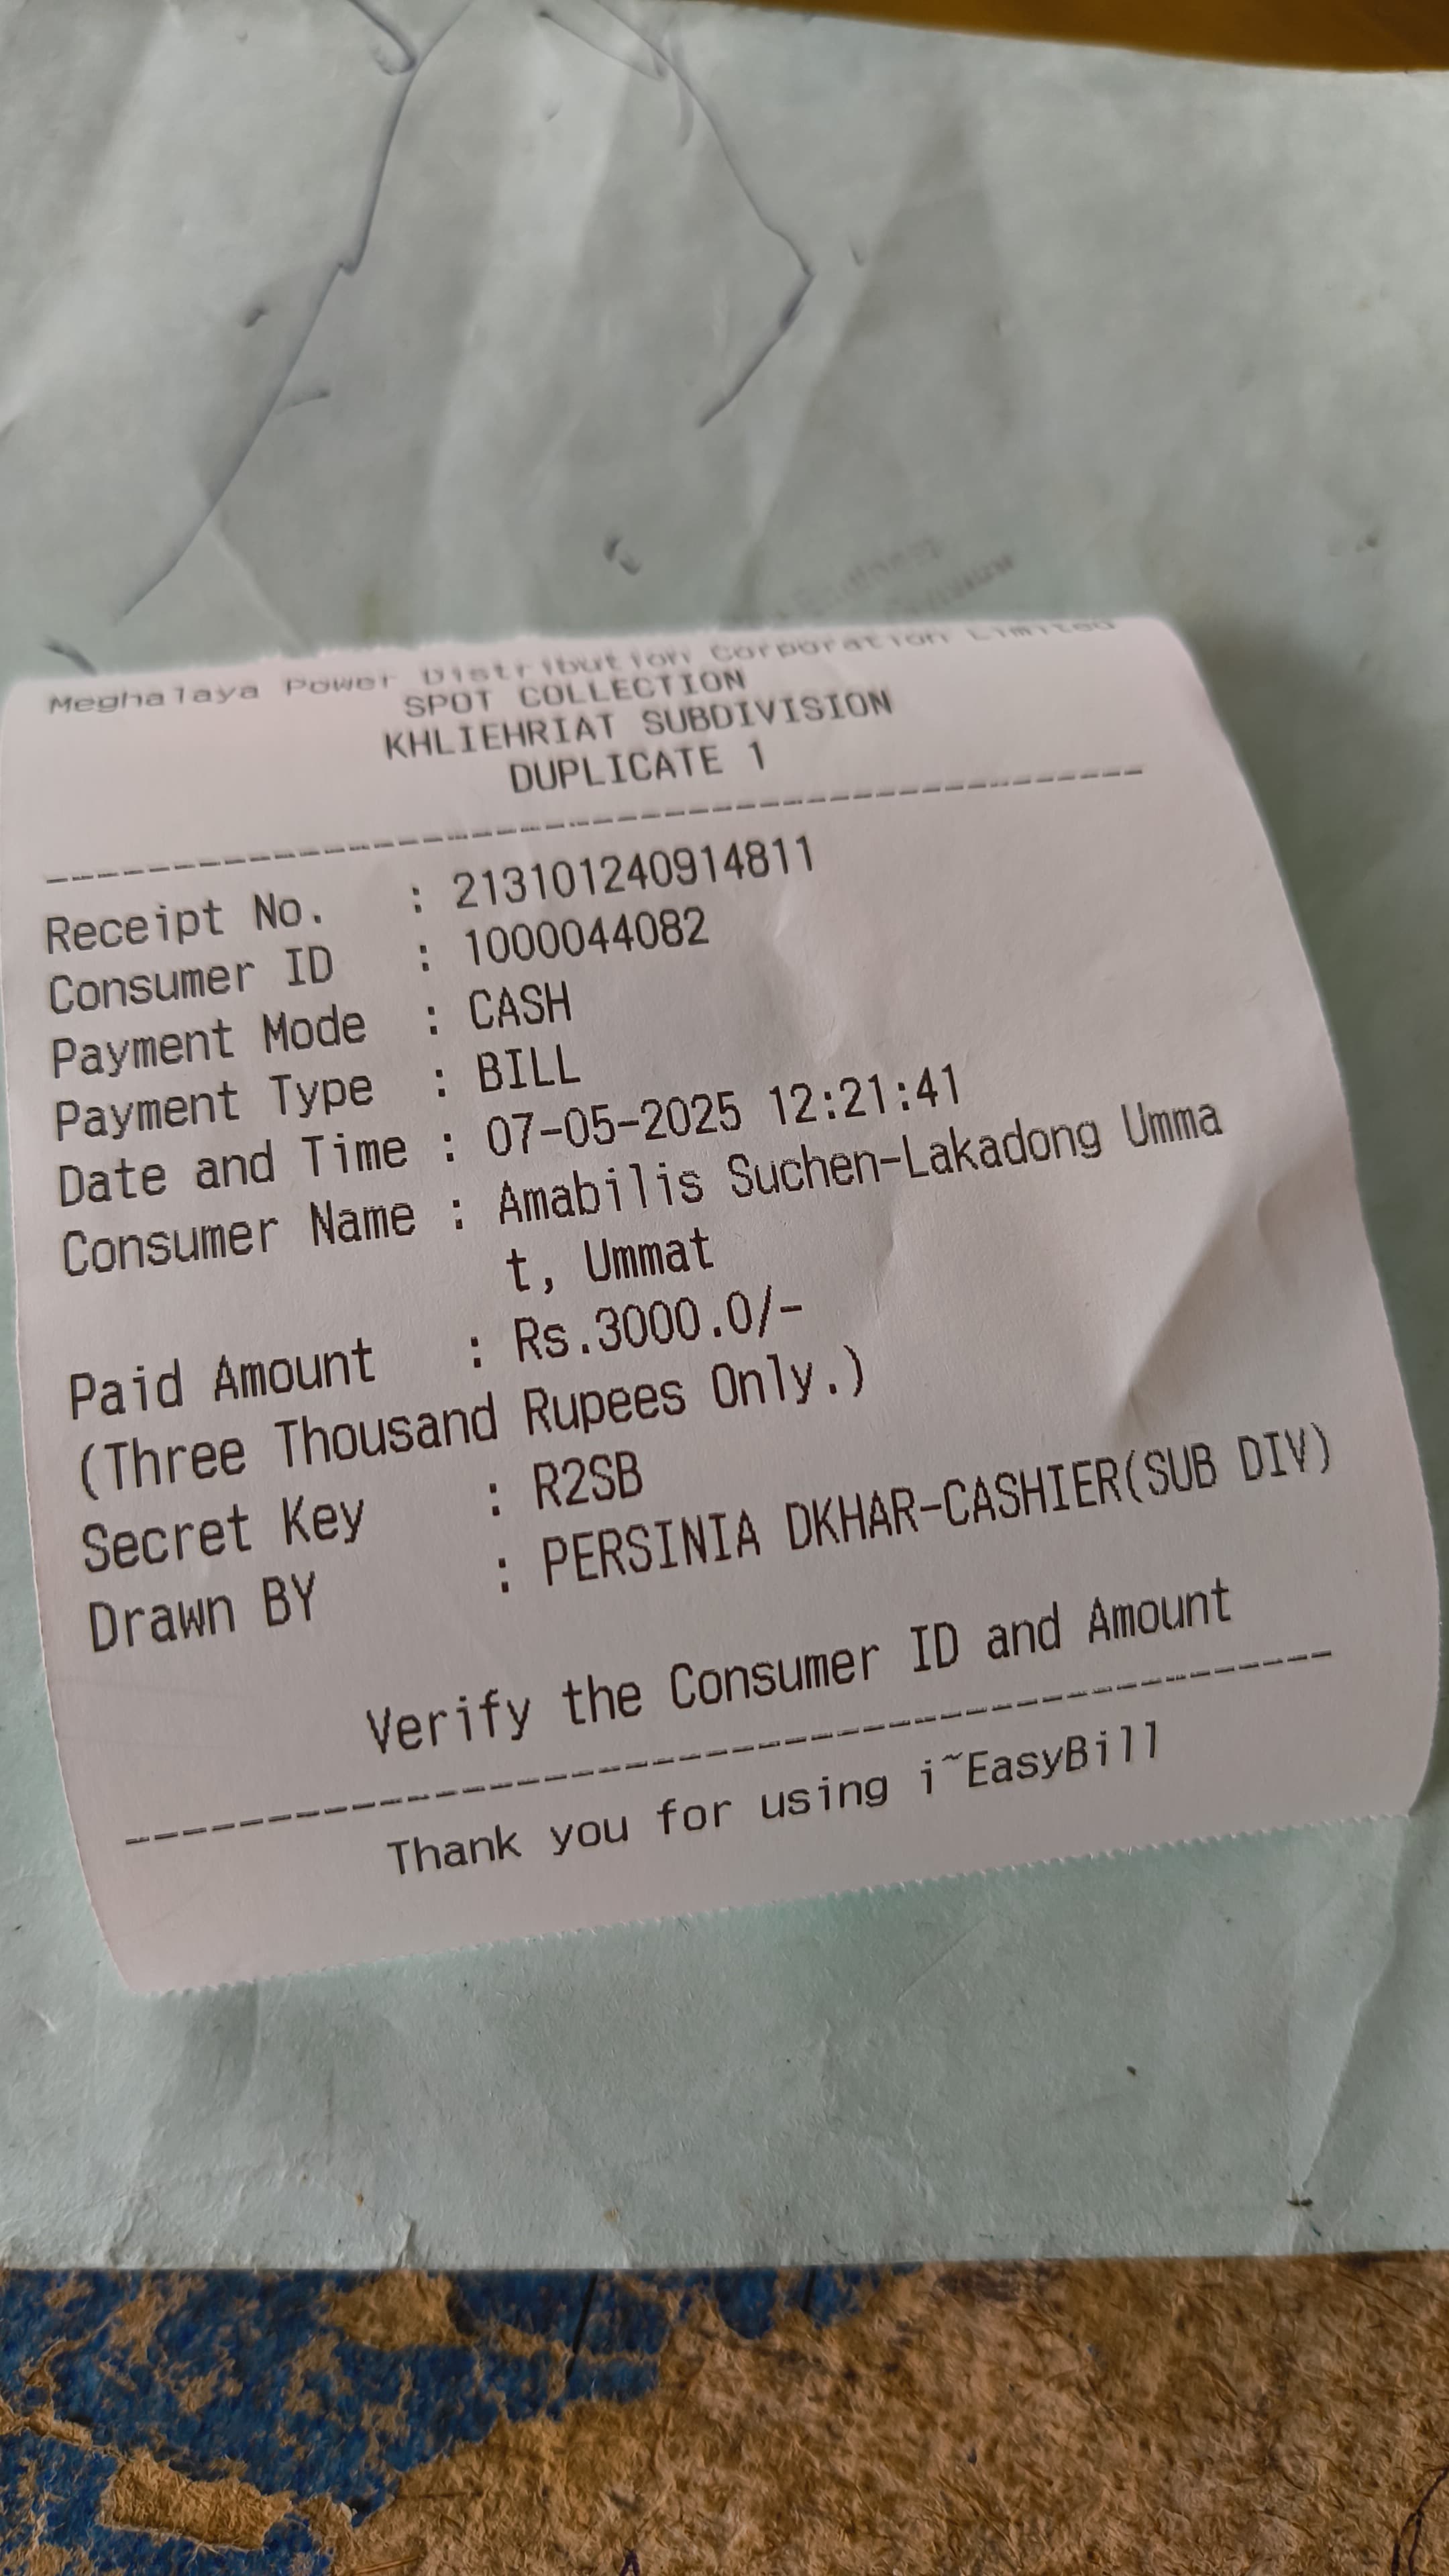 Meghalaya Power Distribution Corporation Limited
SPOT COLLECTION
KHLIEHRIAT SUBDIVISION
DUPLICATE 1
----------------------------------------
Receipt No. : 213101240914811
Consumer ID : 1000044082
Payment Mode : CASH
Payment Type : BILL
Date and Time : 07-05-2025 12:21:41
Consumer Name : Amabilis Suchen-Lakadong Umma
t, Ummat
Paid Amount : Rs.3000.0/-
(Three Thousand Rupees Only.)
Secret Key : R2SB
Drawn BY : PERSINIA DKHAR-CASHIER(SUB DIV)
Verify the Consumer ID and Amount
----------------------------------------
Thank you for using i~EasyBill